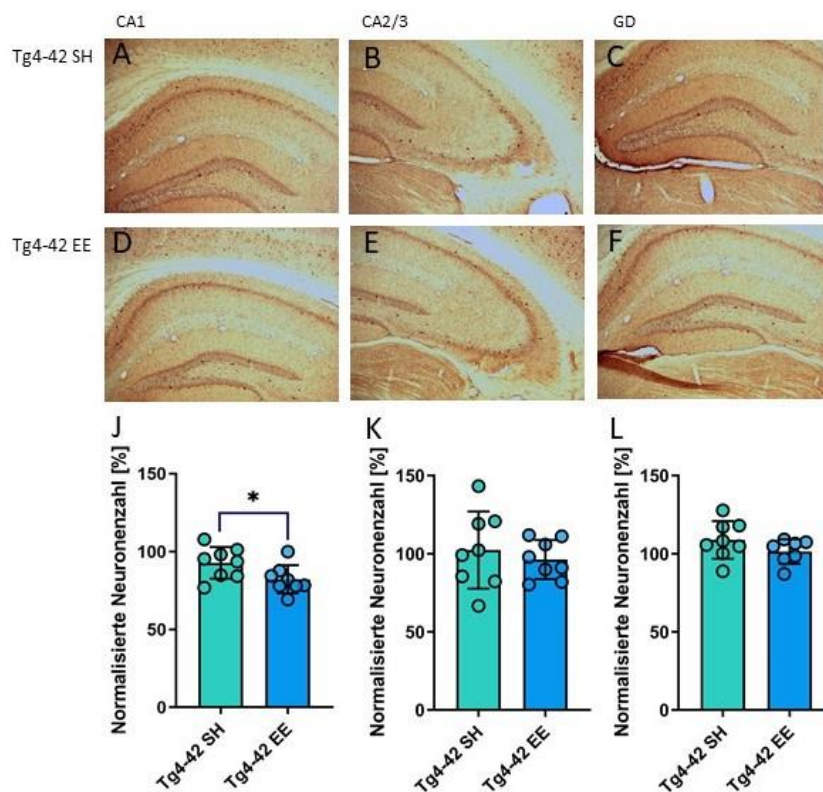 CA1 CA2/3 GD
Tg4-42 SH A B C
Tg4-42 EE D E F
J
Normalisierte Neuronenzahl [%]
150
100
50
0
*
Tg4-42 SH
Tg4-42 EE
K
Normalisierte Neuronenzahl [%]
150
100
50
0
Tg4-42 SH
Tg4-42 EE
L
Normalisierte Neuronenzahl [%]
150
100
50
0
Tg4-42 SH
Tg4-42 EE